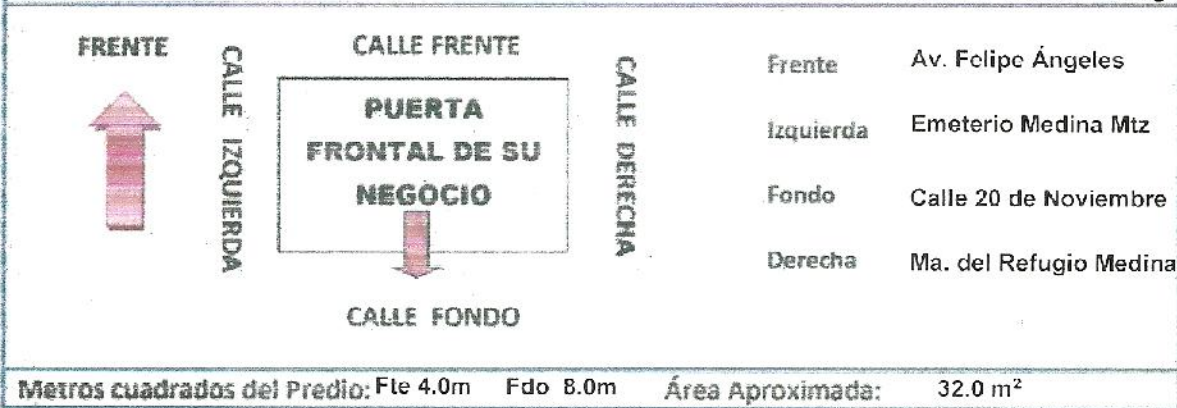 FRENTE
CALLE IZQUIERDA
CALLE FRENTE
PUERTA
FRONTAL DE SU
NEGOCIO
CALLE DERECHA
CALLE FONDO
Frente Av. Felipe Ángeles
Izquierda Emeterio Medina Mtz
Fondo Calle 20 de Noviembre
Derecha Ma. del Refugio Medina
Metros cuadrados del Predio: Fte 4.0m Fdo 8.0m Área Aproximada: 32.0 m²